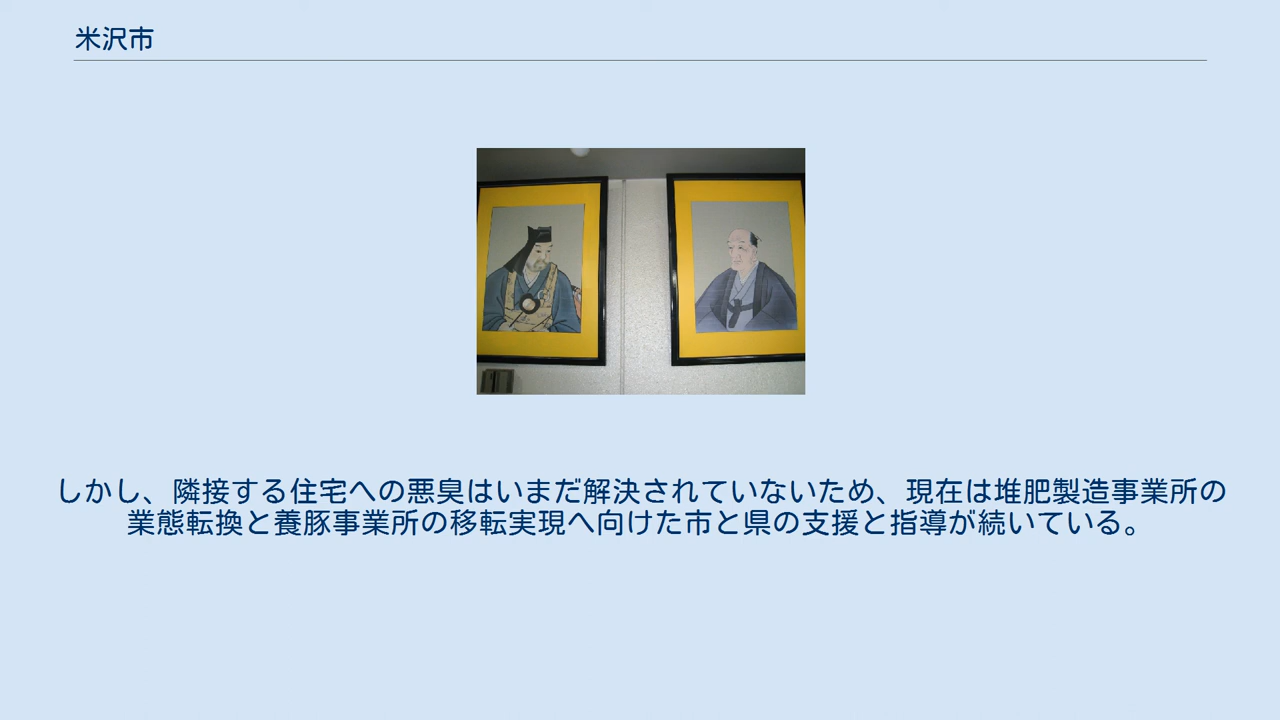 米沢市
しかし、隣接する住宅への悪臭はいまだ解決されていないため、現在は堆肥製造事業所の
業態転換と養豚事業所の移転実現へ向けた市と県の支援と指導が続いている。